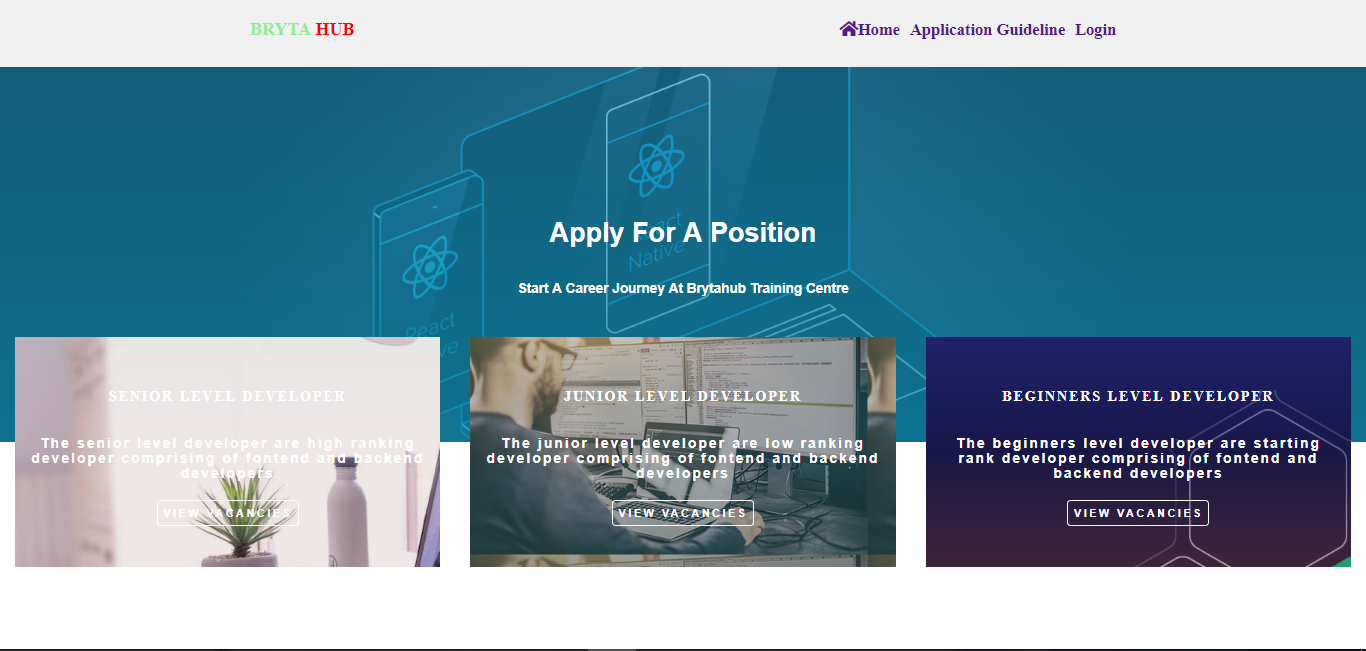 BRYTA HUB
Home Application Guideline Login
React
Native
Apply For A Position
Start A Career Journey At Brytahub Training Centre
React
SENIOR LEVEL DEVELOPER
The senior level developer are high ranking
developer comprising of fontend and backend
developers
VIEW VACANCIES
JUNIOR LEVEL DEVELOPER
The junior level developer are low ranking
developer comprising of fontend and backend
developers
VIEW VACANCIES
BEGINNERS LEVEL DEVELOPER
The beginners level developer are starting
rank developer comprising of fontend and
backend developers
VIEW VACANCIES